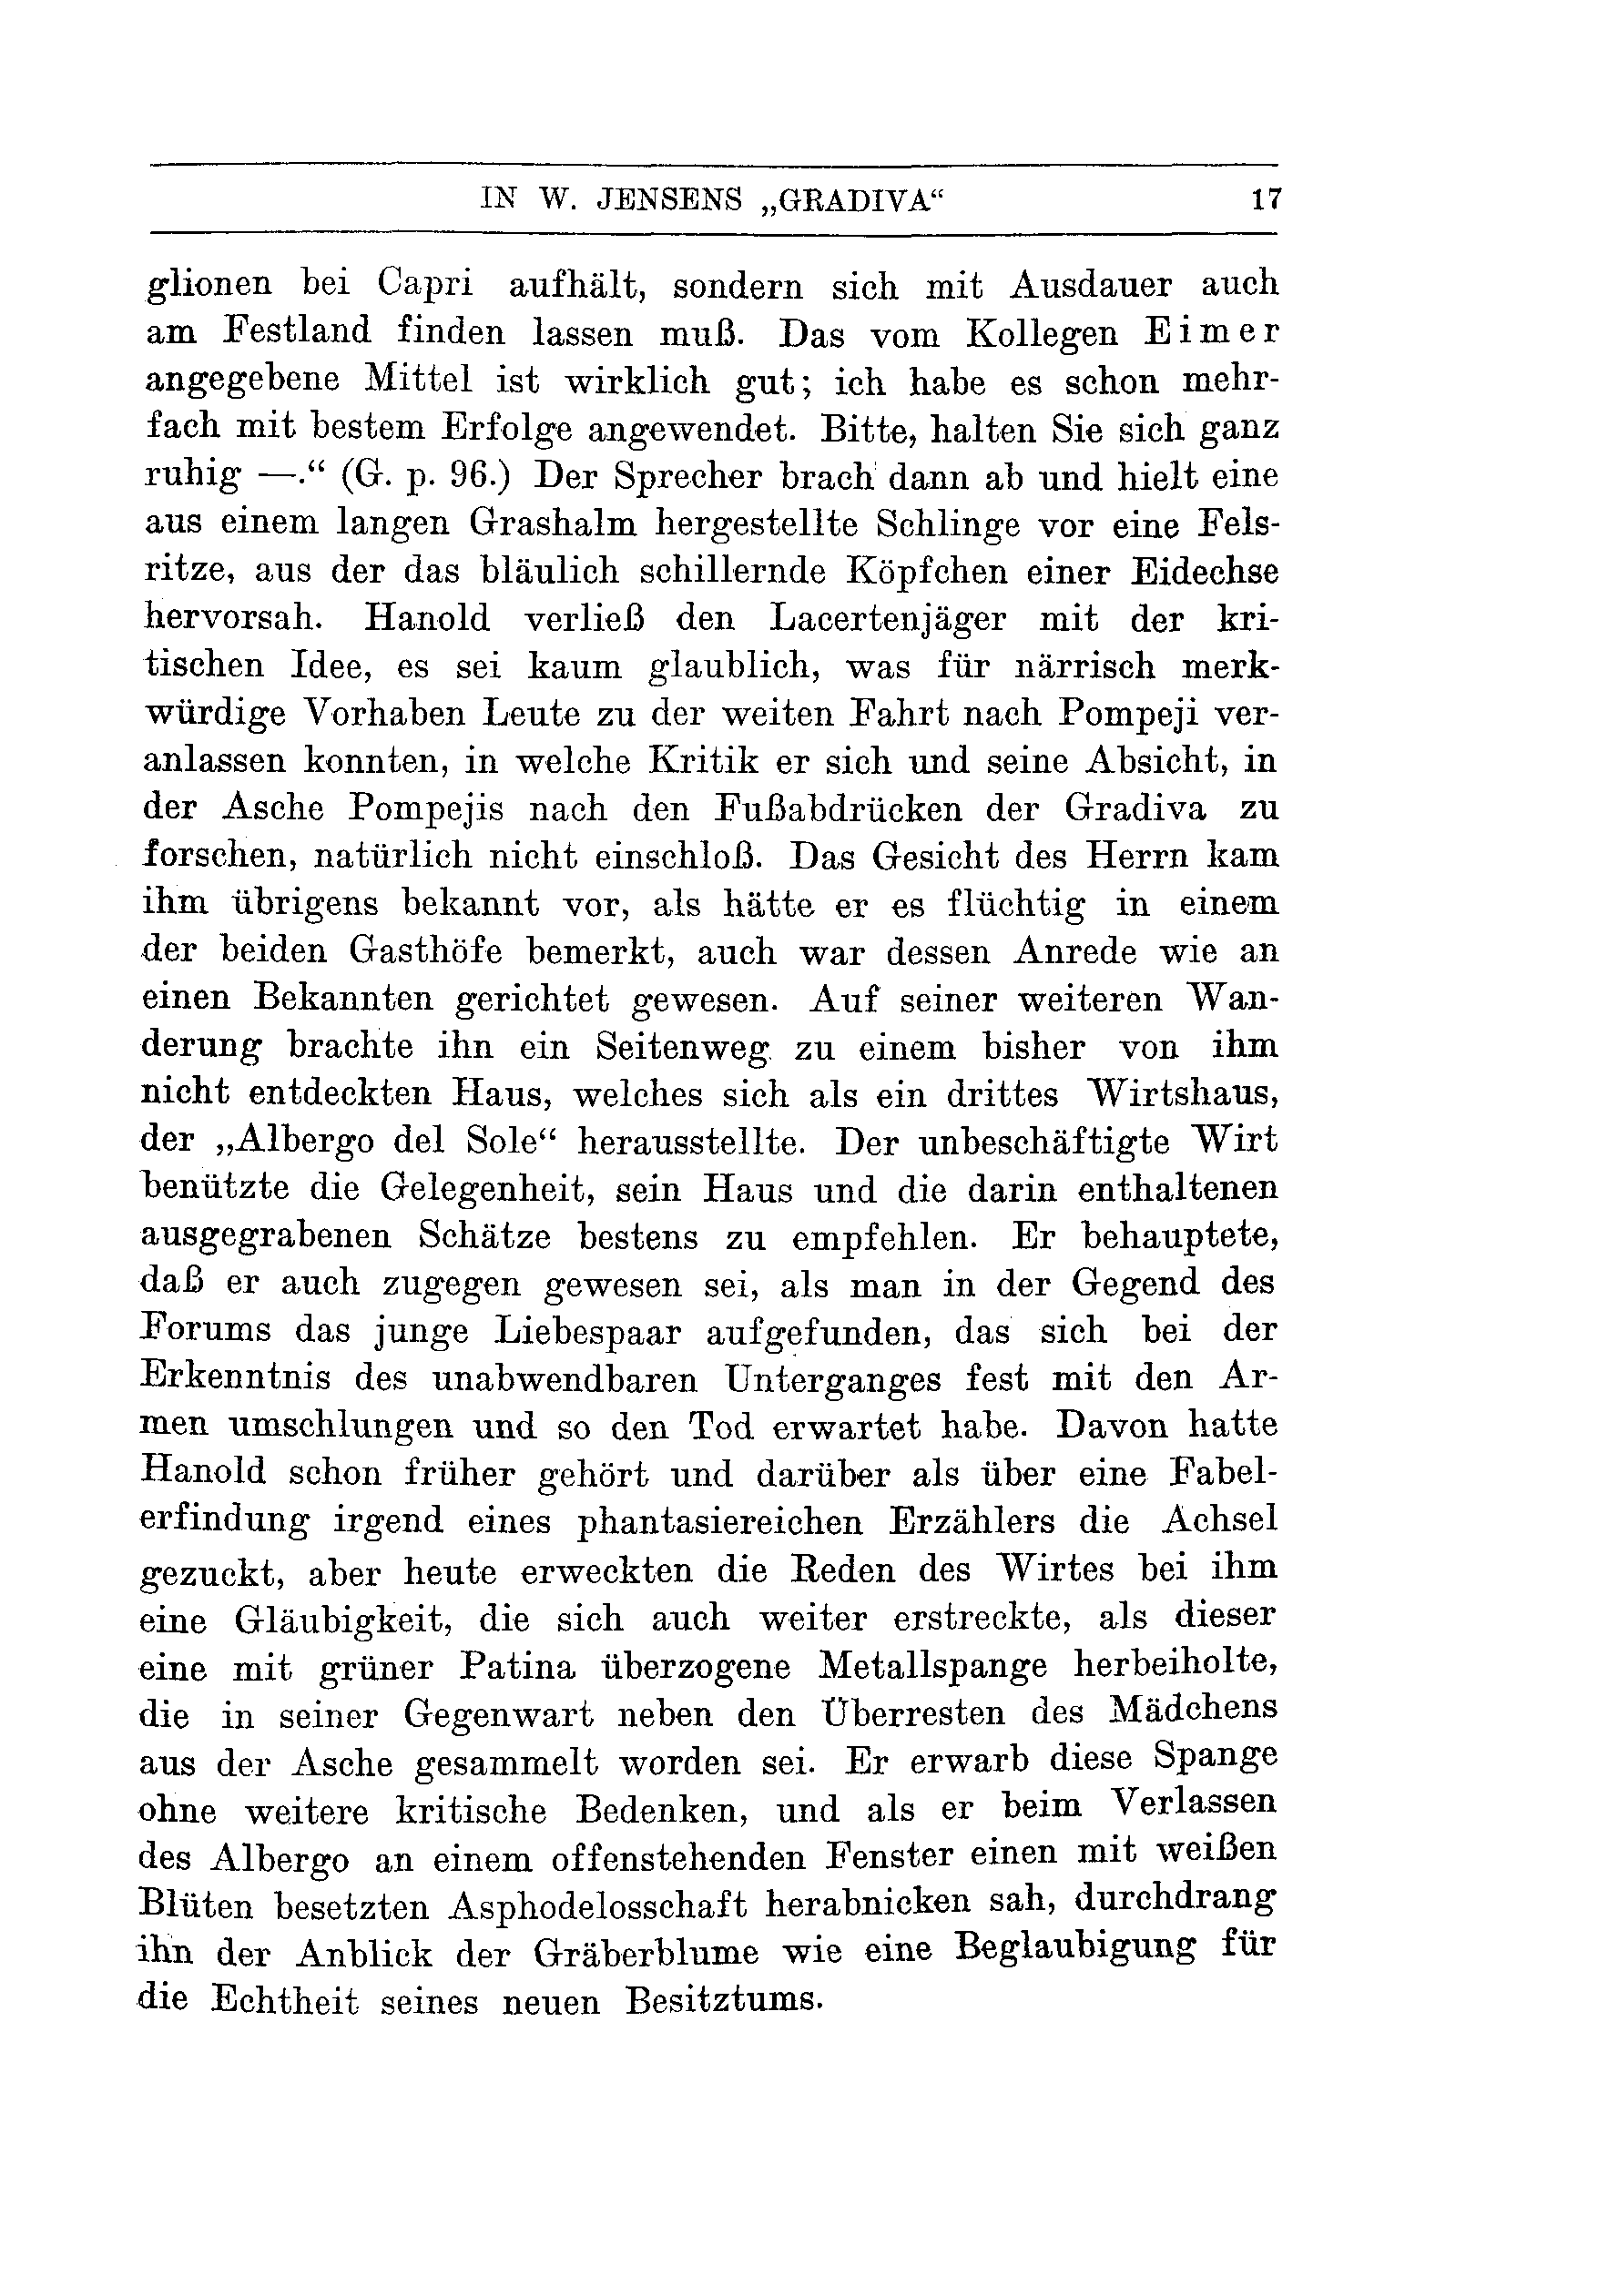 IN W. JENSENS „GRADIVA“ 17
glionen bei Capri aufhält, sondern sich mit Ausdauer auch
am Festland finden lassen muß. Das vom Kollegen Eimer
angegebene Mittel ist wirklich gut; ich habe es schon mehr-
fach mit bestem Erfolge angewendet. Bitte, halten Sie sich ganz
ruhig —.“ (G. p. 96.) Der Sprecher brach dann ab und hielt eine
aus einem langen Grashalm hergestellte Schlinge vor eine Fels-
ritze, aus der das bläulich schillernde Köpfchen einer Eidechse
hervorsah. Hanold verließ den Lacertenjäger mit der kri-
tischen Idee, es sei kaum glaublich, was für närrisch merk-
würdige Vorhaben Leute zu der weiten Fahrt nach Pompeji ver-
anlassen konnten, in welche Kritik er sich und seine Absicht, in
der Asche Pompejis nach den Fußabdrücken der Gradiva zu
forschen, natürlich nicht einschloß. Das Gesicht des Herrn kam
ihm übrigens bekannt vor, als hätte er es flüchtig in einem
der beiden Gasthöfe bemerkt, auch war dessen Anrede wie an
einen Bekannten gerichtet gewesen. Auf seiner weiteren Wan-
derung brachte ihn ein Seitenweg zu einem bisher von ihm
nicht entdeckten Haus, welches sich als ein drittes Wirtshaus,
der „Albergo del Sole“ herausstellte. Der unbeschäftigte Wirt
benützte die Gelegenheit, sein Haus und die darin enthaltenen
ausgegrabenen Schätze bestens zu empfehlen. Er behauptete,
daß er auch zugegen gewesen sei, als man in der Gegend des
Forums das junge Liebespaar aufgefunden, das sich bei der
Erkenntnis des unabwendbaren Unterganges fest mit den Ar-
men umschlungen und so den Tod erwartet habe. Davon hatte
Hanold schon früher gehört und darüber als über eine Fabel-
erfindung irgend eines phantasiereichen Erzählers die Achsel
gezuckt, aber heute erweckten die Reden des Wirtes bei ihm
eine Gläubigkeit, die sich auch weiter erstreckte, als dieser
eine mit grüner Patina überzogene Metallspange herbeiholte,
die in seiner Gegenwart neben den Überresten des Mädchens
aus der Asche gesammelt worden sei. Er erwarb diese Spange
ohne weitere kritische Bedenken, und als er beim Verlassen
des Albergo an einem offenstehenden Fenster einen mit weißen
Blüten besetzten Asphodelosschaft herabnicken sah, durchdrang
ihn der Anblick der Gräberblume wie eine Beglaubigung für
die Echtheit seines neuen Besitztums.